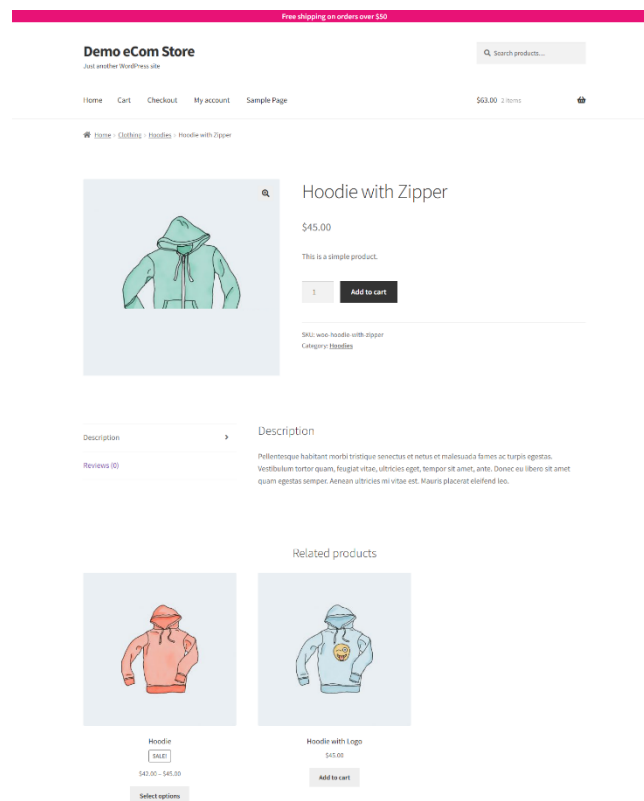 Free shipping on orders over $50
Demo eCom Store
Just another WordPress site
Search products...
Home Cart Checkout My account Sample Page $63.00 2 items
Home › Clothing › Hoodies › Hoodie with Zipper
Hoodie with Zipper
$45.00
This is a simple product.
1 Add to cart
SKU: woo-hoodie-with-zipper
Category: Hoodies
Description
Reviews (0)
Description
Pellentesque habitant morbi tristique senectus et netus et malesuada fames ac turpis egestas.
Vestibulum tortor quam, feugiat vitae, ultricies eget, tempor sit amet, ante. Donec eu libero sit amet
quam egestas semper. Aenean ultricies mi vitae est. Mauris placerat eleifend leo.
Related products
Hoodie
SALE!
$42.00 – $45.00
Select options
Hoodie with Logo
$45.00
Add to cart